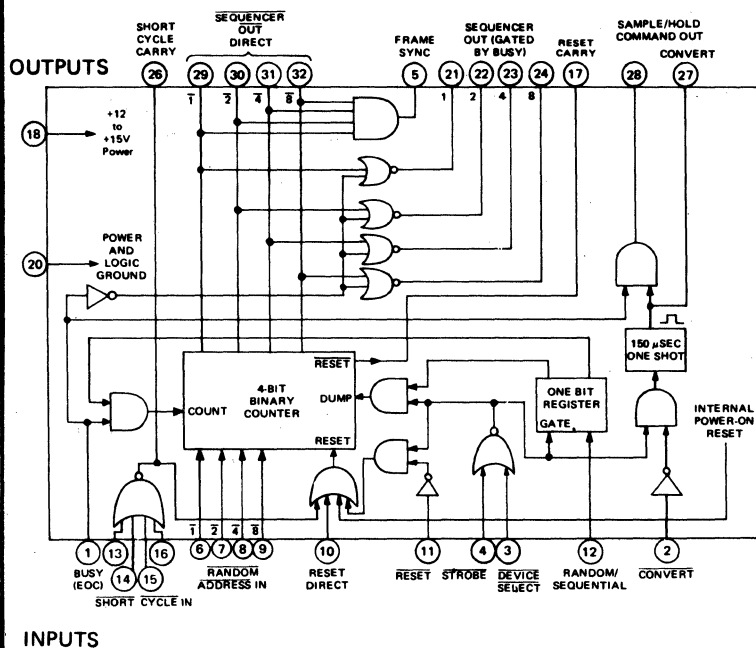 SHORT CYCLE CARRY
SEQUENCER OUT DIRECT
FRAME SYNC
SEQUENCER OUT (GATED BY BUSY)
RESET CARRY
SAMPLE/HOLD COMMAND OUT
CONVERT
OUTPUTS
26 29 30 31 32 5 21 22 23 24 17 28 27
1 2 4 8 1 2 4 8
18
+12 to +15V Power
20
POWER AND LOGIC GROUND
150 µSEC ONE SHOT
RESET
4-BIT BINARY COUNTER
COUNT
DUMP
RESET
ONE BIT REGISTER
GATE
INTERNAL POWER-ON RESET
1 2 4 8
1 13 14 15 16 6 7 8 9 10 11 4 3 12 2
BUSY (EOC)
SHORT CYCLE IN
RANDOM ADDRESS IN
RESET DIRECT
RESET
STROBE
DEVICE SELECT
RANDOM/ SEQUENTIAL
CONVERT
INPUTS